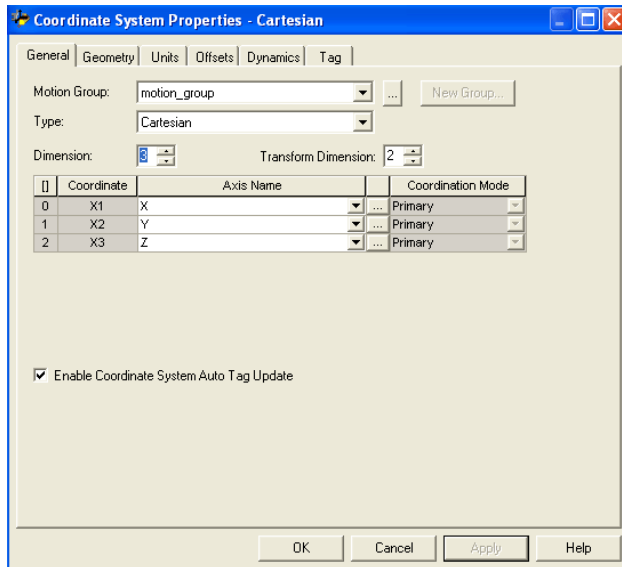 Coordinate System Properties - Cartesian
General Geometry Units Offsets Dynamics Tag
Motion Group: motion_group ... New Group...
Type: Cartesian
Dimension: 3 Transform Dimension: 2
[] Coordinate Axis Name Coordination Mode
0 X1 X ... Primary
1 X2 Y ... Primary
2 X3 Z ... Primary
Enable Coordinate System Auto Tag Update
OK Cancel Apply Help